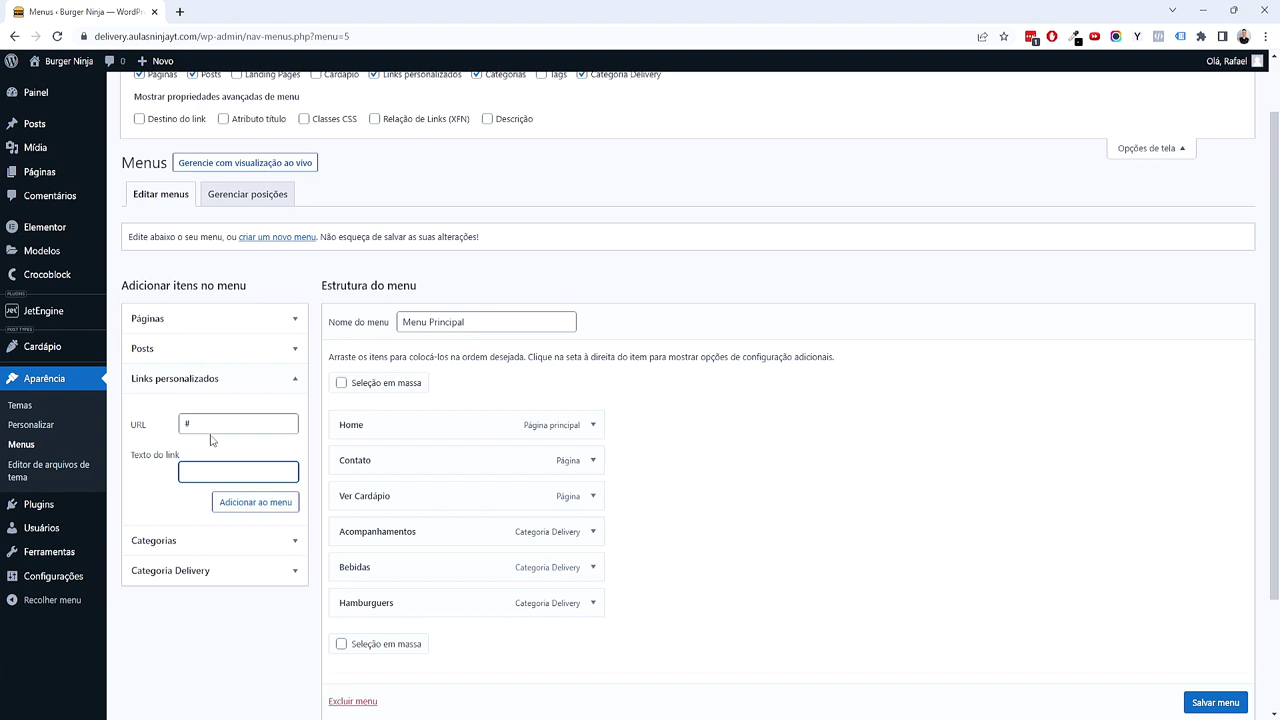 Menus ‹ Burger Ninja — WordPr
delivery.aulasninjayt.com/wp-admin/nav-menus.php?menu=5
Burger Ninja
0
Novo
Olá, Rafael
Páginas
Posts
Landing Pages
Cardápio
Links personalizados
Categorias
Tags
Categoria Delivery
Mostrar propriedades avançadas de menu
Destino do link
Atributo título
Classes CSS
Relação de Links (XFN)
Descrição
Opções de tela
Menus
Gerencie com visualização ao vivo
Editar menus
Gerenciar posições
Edite abaixo o seu menu, ou criar um novo menu. Não esqueça de salvar as suas alterações!
Painel
Posts
Mídia
Páginas
Comentários
Elementor
Modelos
Crocoblock
PLUGINS
JetEngine
POST TYPES
Cardápio
Aparência
Temas
Personalizar
Menus
Editor de arquivos de
tema
Plugins
Usuários
Ferramentas
Configurações
Recolher menu
Adicionar itens no menu
Páginas
Posts
Links personalizados
URL
#
Texto do link
Adicionar ao menu
Categorias
Categoria Delivery
Estrutura do menu
Nome do menu
Menu Principal
Arraste os itens para colocá-los na ordem desejada. Clique na seta à direita do item para mostrar opções de configuração adicionais.
Seleção em massa
Home
Página principal
Contato
Página
Ver Cardápio
Página
Acompanhamentos
Categoria Delivery
Bebidas
Categoria Delivery
Hamburguers
Categoria Delivery
Seleção em massa
Excluir menu
Salvar menu